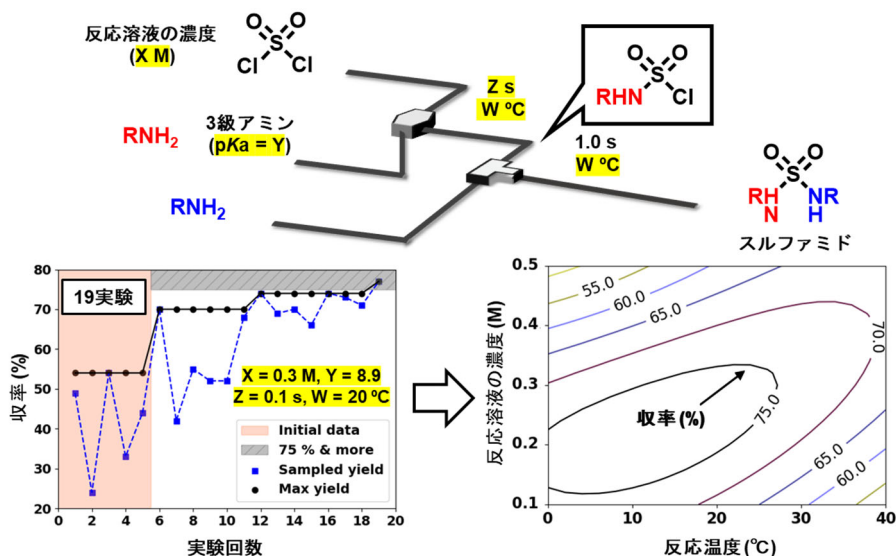 反応溶液の濃度
(X M)
O O
S
Cl Cl
Z s
W ºC
O O
S
RHN Cl
RNH2
3級アミン
(pKa = Y)
1.0 s
W ºC
RNH2
O O
S
RH NR
N H
スルファミド
80
70
60
50
40
30
20
収率 (%)
19実験
X = 0.3 M, Y = 8.9
Z = 0.1 s, W = 20 ºC
Initial data
75 % & more
Sampled yield
Max yield
0 2 4 6 8 10 12 14 16 18 20
実験回数
0.5
0.4
0.3
0.2
0.1
反応溶液の濃度 (M)
55.0
60.0
65.0
70.0
75.0
収率 (%)
65.0
60.0
0 10 20 30 40
反応温度(ºC)